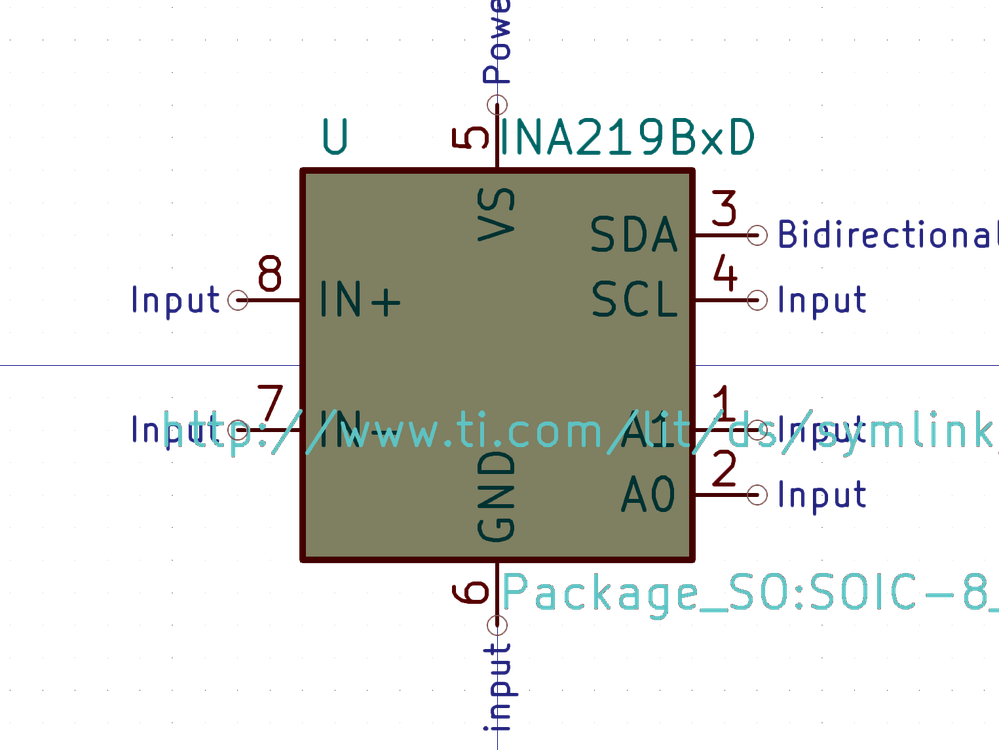 Powe
U
5
INA219BxD
VS
SDA
3
Bidirectional
8
IN+
Input
SCL
4
Input
7
IN-
Input
http://www.ti.com/lit/ds/symlink
A1
1
Input
A0
2
Input
GND
6
Package_SO:SOIC-8_
input